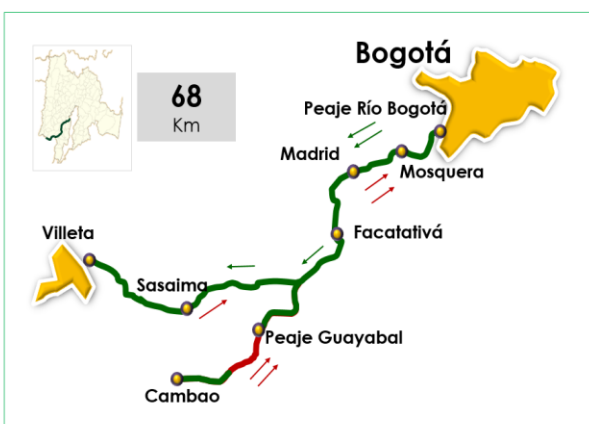 Bogotá
68
Km
Peaje Río Bogotá
Madrid
Mosquera
Facatativá
Villeta
Sasaima
Peaje Guayabal
Cambao